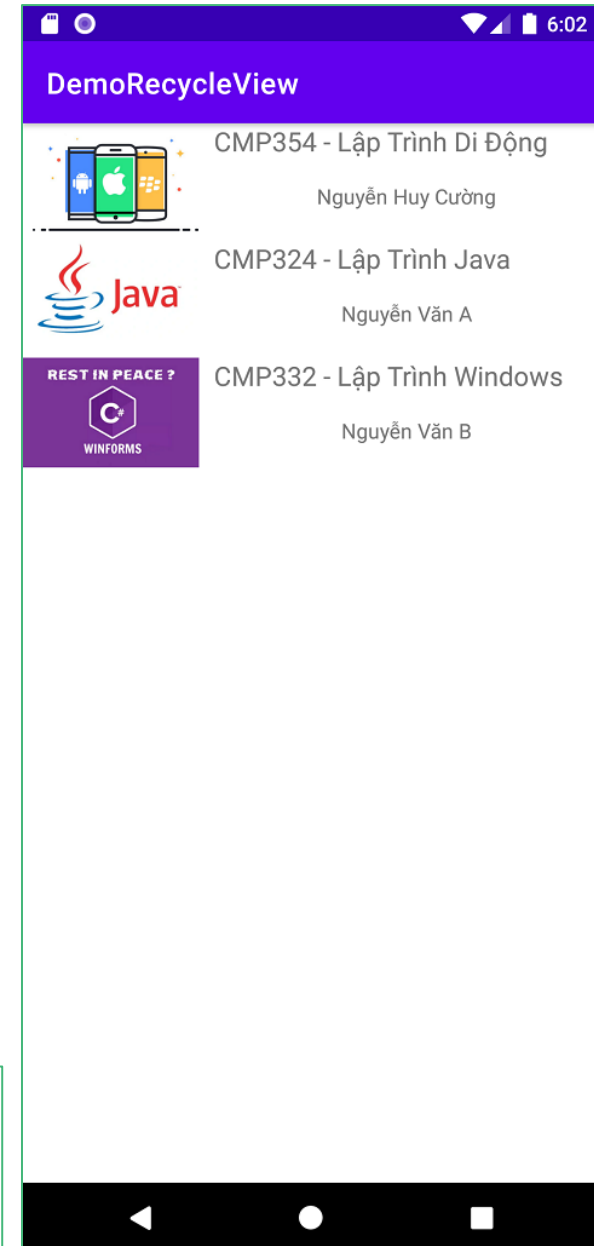 6:02
DemoRecycleView
CMP354 - Lập Trình Di Động
Nguyễn Huy Cường
Java
CMP324 - Lập Trình Java
Nguyễn Văn A
REST IN PEACE ?
C#
WINFORMS
CMP332 - Lập Trình Windows
Nguyễn Văn B